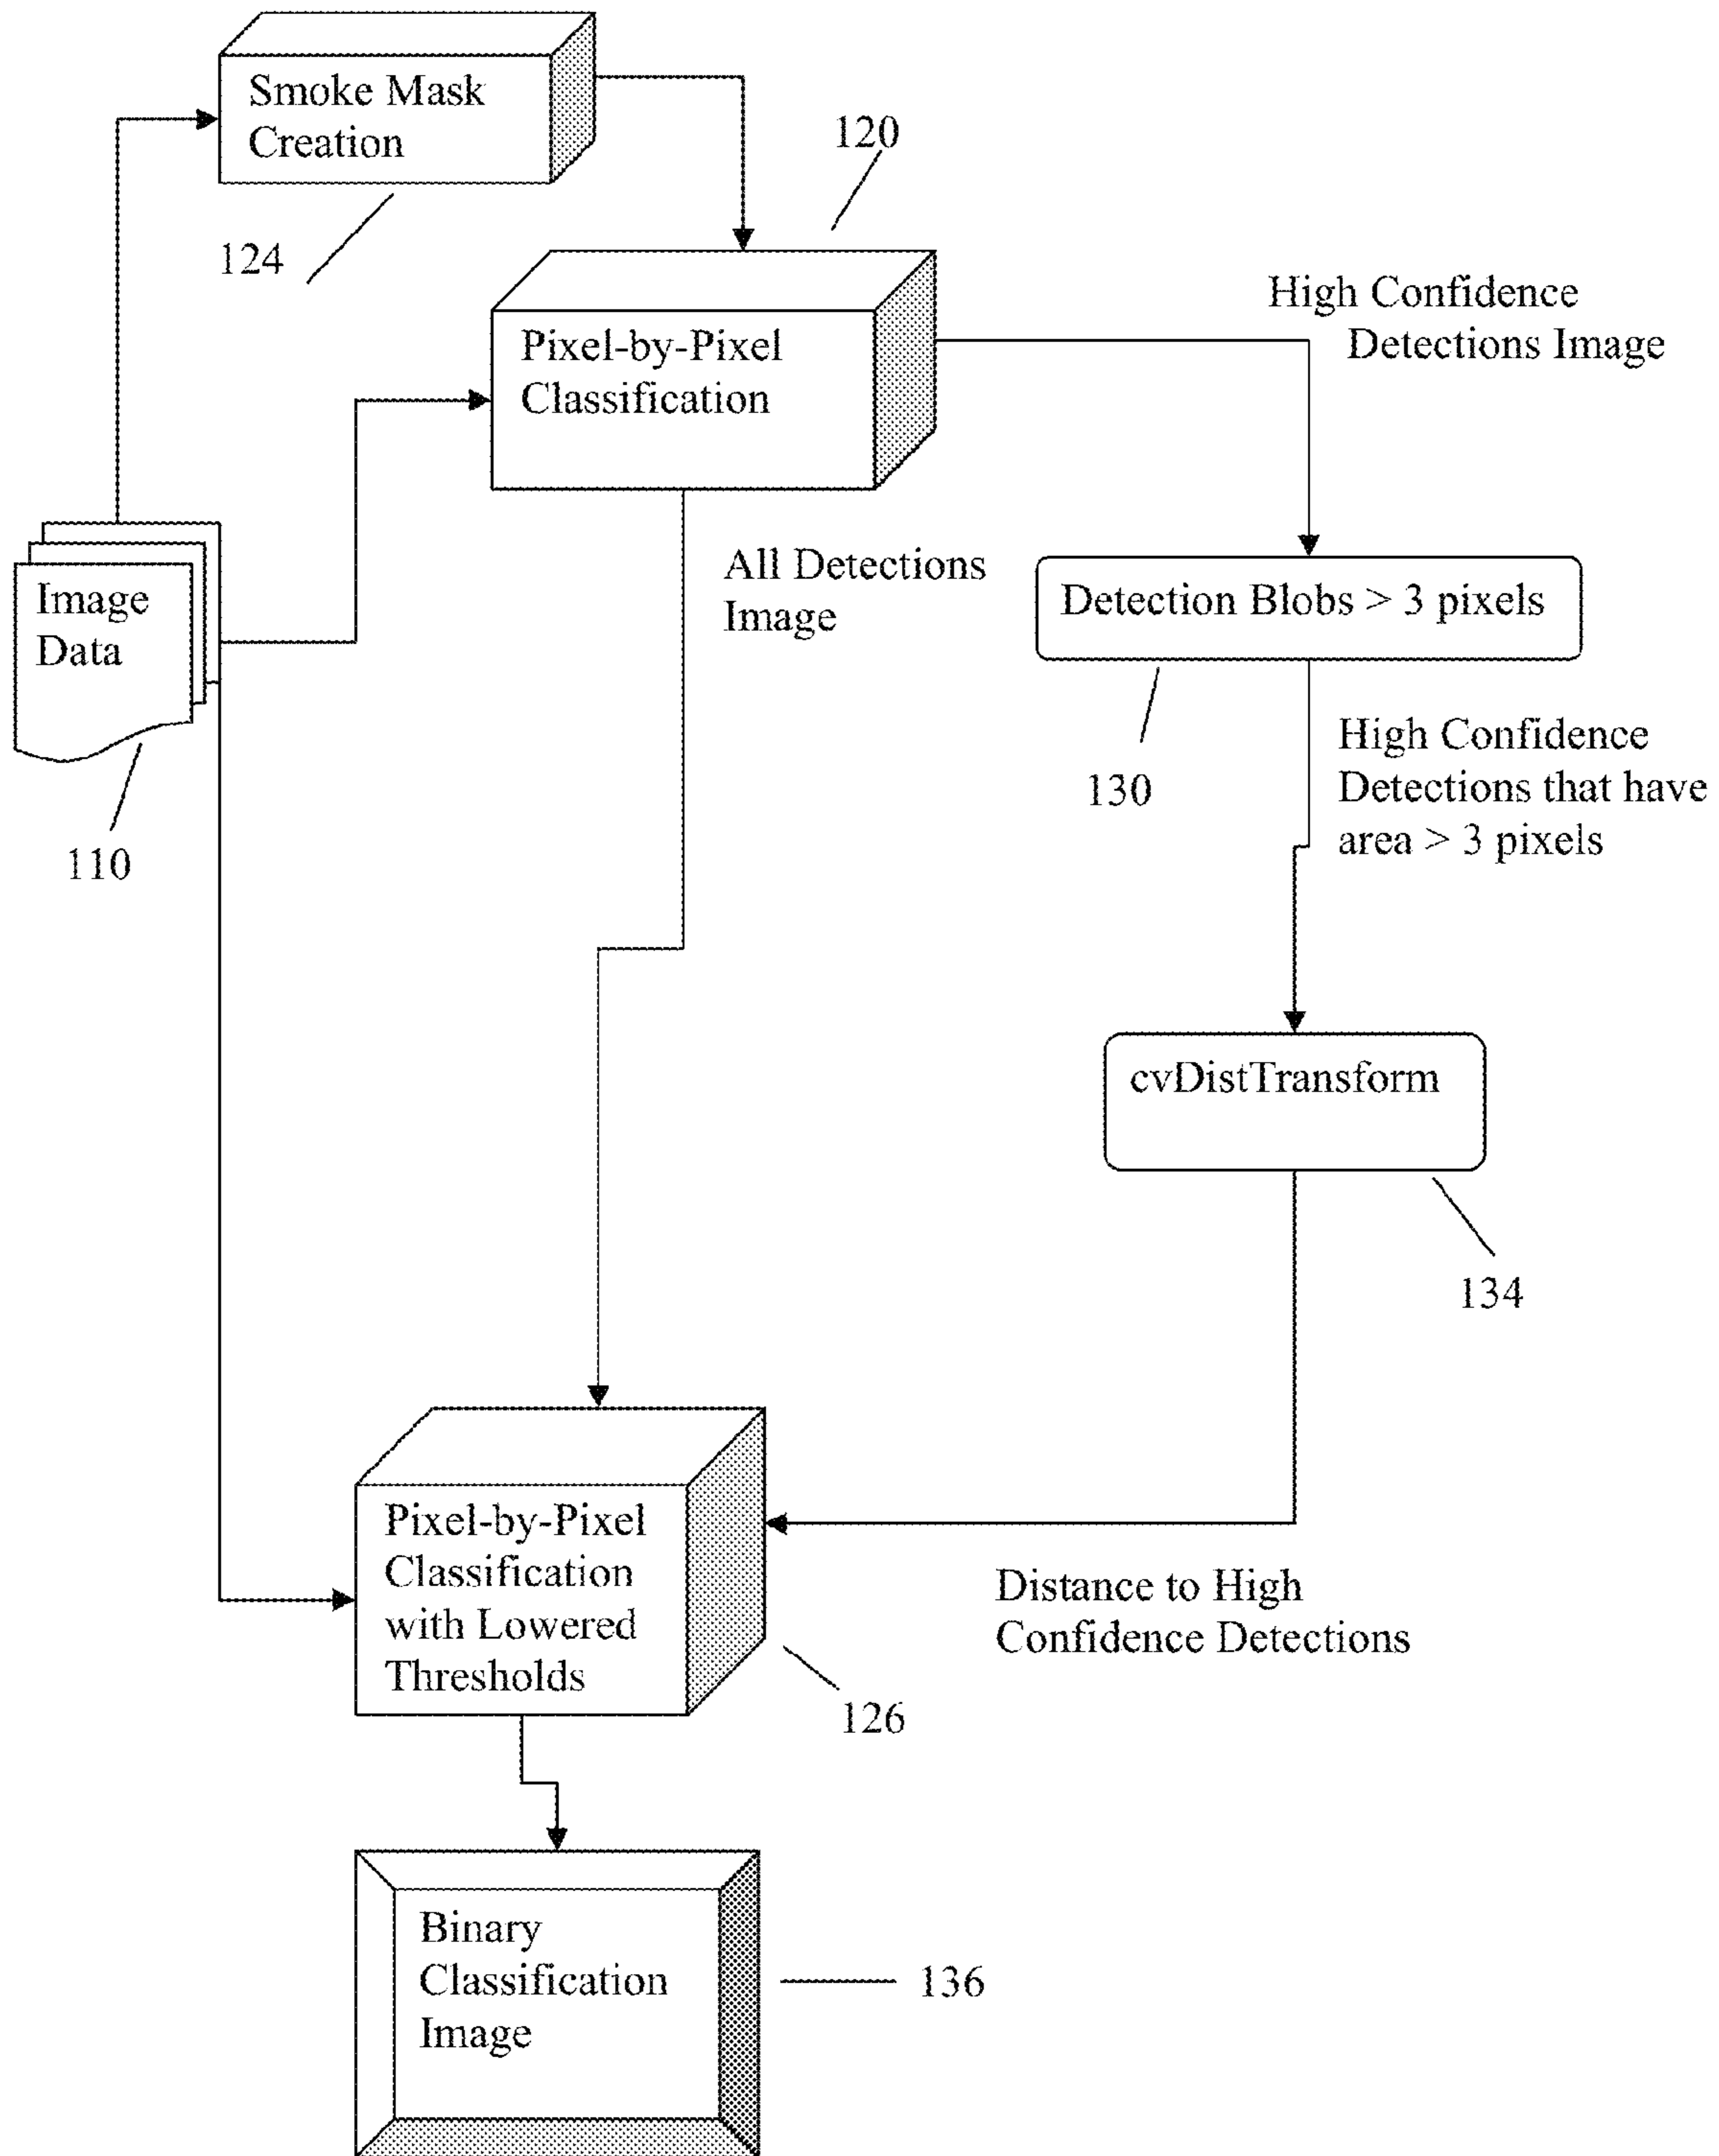 Smoke Mask
Creation
124
120
Pixel-by-Pixel
Classification
High Confidence
Detections Image
Image
Data
110
All Detections
Image
Detection Blobs > 3 pixels
130
High Confidence
Detections that have
area > 3 pixels
cvDistTransform
134
Pixel-by-Pixel
Classification
with Lowered
Thresholds
126
Distance to High
Confidence Detections
Binary
Classification
Image
136